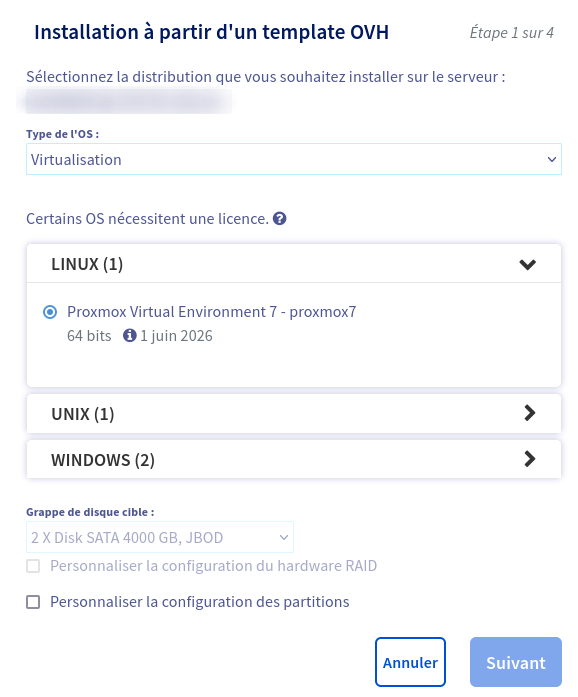 Installation à partir d'un template OVH
Étape 1 sur 4
Sélectionnez la distribution que vous souhaitez installer sur le serveur :
Type de l'OS :
Virtualisation
Certains OS nécessitent une licence.
LINUX (1)
Proxmox Virtual Environment 7 - proxmox7
64 bits 1 juin 2026
UNIX (1)
WINDOWS (2)
Grappe de disque cible :
2 X Disk SATA 4000 GB, JBOD
Personnaliser la configuration du hardware RAID
Personnaliser la configuration des partitions
Annuler
Suivant